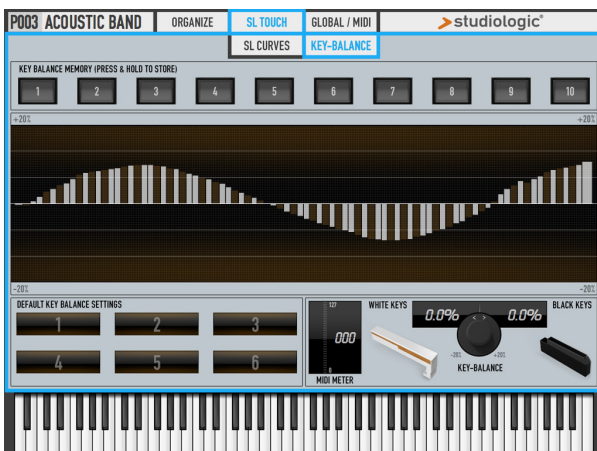 P003 ACOUSTIC BAND ORGANIZE SL TOUCH GLOBAL / MIDI studiologic®
SL CURVES KEY-BALANCE
KEY BALANCE MEMORY (PRESS & HOLD TO STORE)
1 2 3 4 5 6 7 8 9 10
+20% +20%
-20% -20%
DEFAULT KEY BALANCE SETTINGS
1 2 3
4 5 6
127
000
0
MIDI METER
WHITE KEYS 0.0% 0.0% BLACK KEYS
-20% +20%
KEY-BALANCE